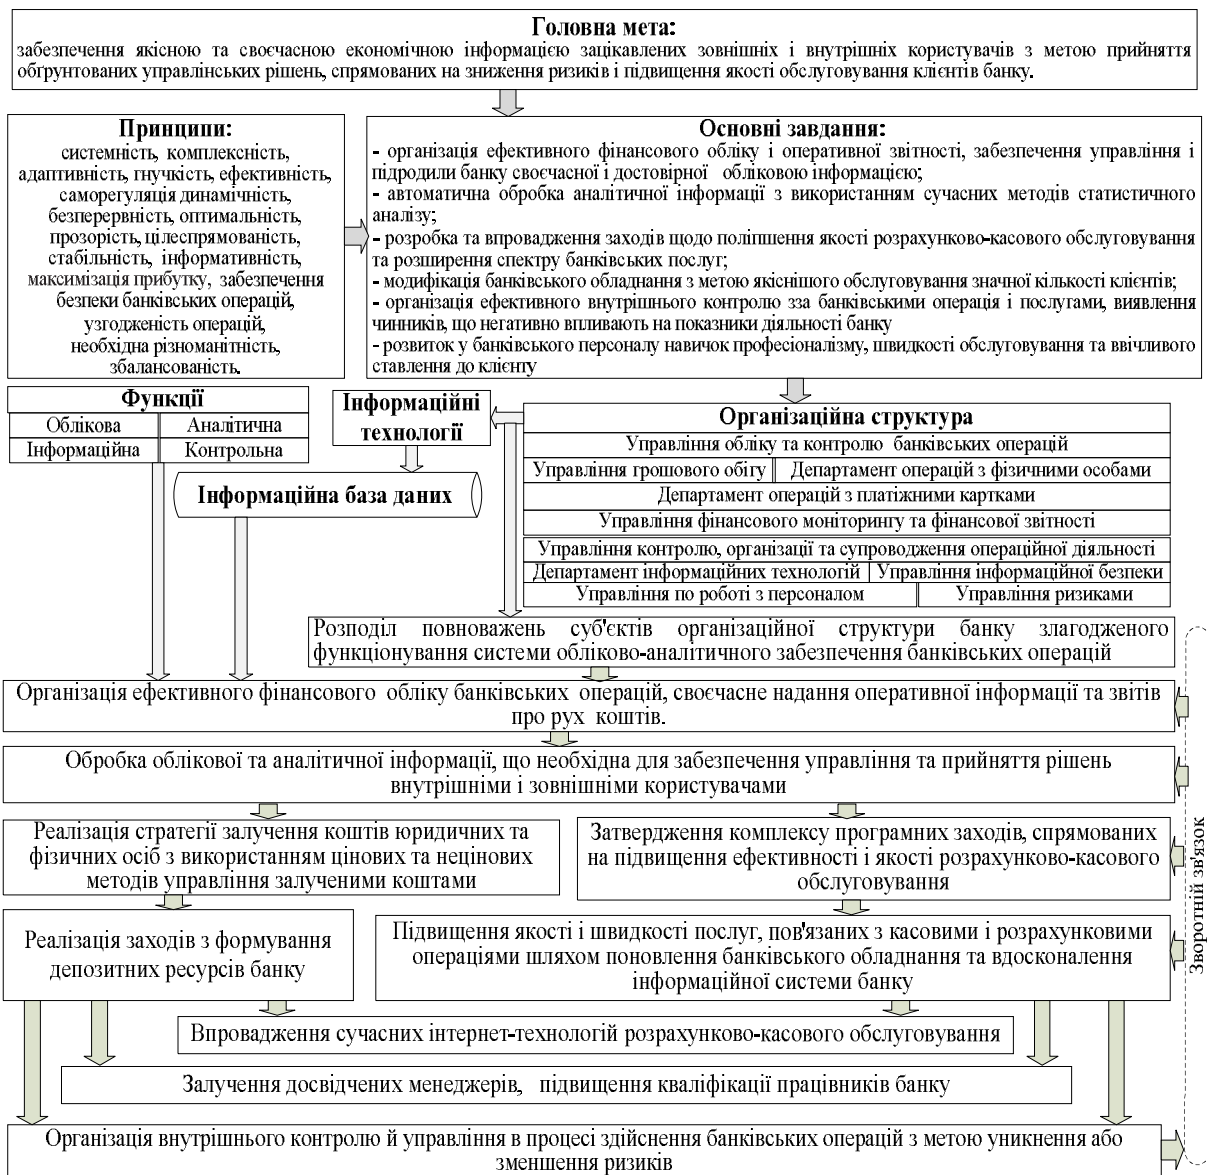 Головна мета:
забезпечення якісною та своєчасною економічною інформацією зацікавлених зовнішніх і внутрішніх користувачів з метою прийняття
обґрунтованих управлінських рішень, спрямованих на зниження ризиків і підвищення якості обслуговування клієнтів банку.
Принципи:
системність, комплексність,
адаптивність, гнучкість, ефективність,
саморегуляція динамічність,
безперервність, оптимальність,
прозорість, цілеспрямованість,
стабільність, інформативність,
максимізація прибутку, забезпечення
безпеки банківських операцій,
узгодженість операцій,
необхідна різноманітність,
збалансованість.
Основні завдання:
- організація ефективного фінансового обліку і оперативної звітності, забезпечення управління і
підродили банку своєчасної і достовірної обліковою інформацією;
- автоматична обробка аналітичної інформації з використанням сучасних методів статистичного
аналізу;
- розробка та впровадження заходів щодо поліпшення якості розрахунково-касового обслуговування
та розширення спектру банківських послуг;
- модифікація банківського обладнання з метою якіснішого обслуговування значної кількості клієнтів;
- організація ефективного внутрішнього контролю зза банківськими операція і послугами, виявлення
чинників, що негативно впливають на показники діяльності банку
- розвиток у банківського персоналу навичок професіоналізму, швидкості обслуговування та ввічливого
ставлення до клієнту
Функції
Облікова Аналітична
Інформаційна Контрольна
Інформаційні
технології
Інформаційна база даних
Організаційна структура
Управління обліку та контролю банківських операцій
Управління грошового обігу Департамент операцій з фізичними особами
Департамент операцій з платіжними картками
Управління фінансового моніторингу та фінансової звітності
Управління контролю, організації та супроводження операційної діяльності
Департамент інформаційних технологій Управління інформаційної безпеки
Управління по роботі з персоналом Управління ризиками
Розподіл повноважень суб'єктів організаційної структури банку злагодженого
функціонування системи обліково-аналітичного забезпечення банківських операцій
Організація ефективного фінансового обліку банківських операцій, своєчасне надання оперативної інформації та звітів
про рух коштів.
Обробка облікової та аналітичної інформації, що необхідна для забезпечення управління та прийняття рішень
внутрішніми і зовнішніми користувачами
Реалізація стратегії залучення коштів юридичних та
фізичних осіб з використанням цінових та нецінових
методів управління залученими коштами
Затвердження комплексу програмних заходів, спрямованих
на підвищення ефективності і якості розрахунково-касового
обслуговування
Реалізація заходів з формування
депозитних ресурсів банку
Підвищення якості і швидкості послуг, пов'язаних з касовими і розрахунковими
операціями шляхом поновлення банківського обладнання та вдосконалення
інформаційної системи банку
Зворотній зв'язок
Впровадження сучасних інтернет-технологій розрахунково-касового обслуговування
Залучення досвідчених менеджерів, підвищення кваліфікації працівників банку
Організація внутрішнього контролю й управління в процесі здійснення банківських операцій з метою уникнення або
зменшення ризиків